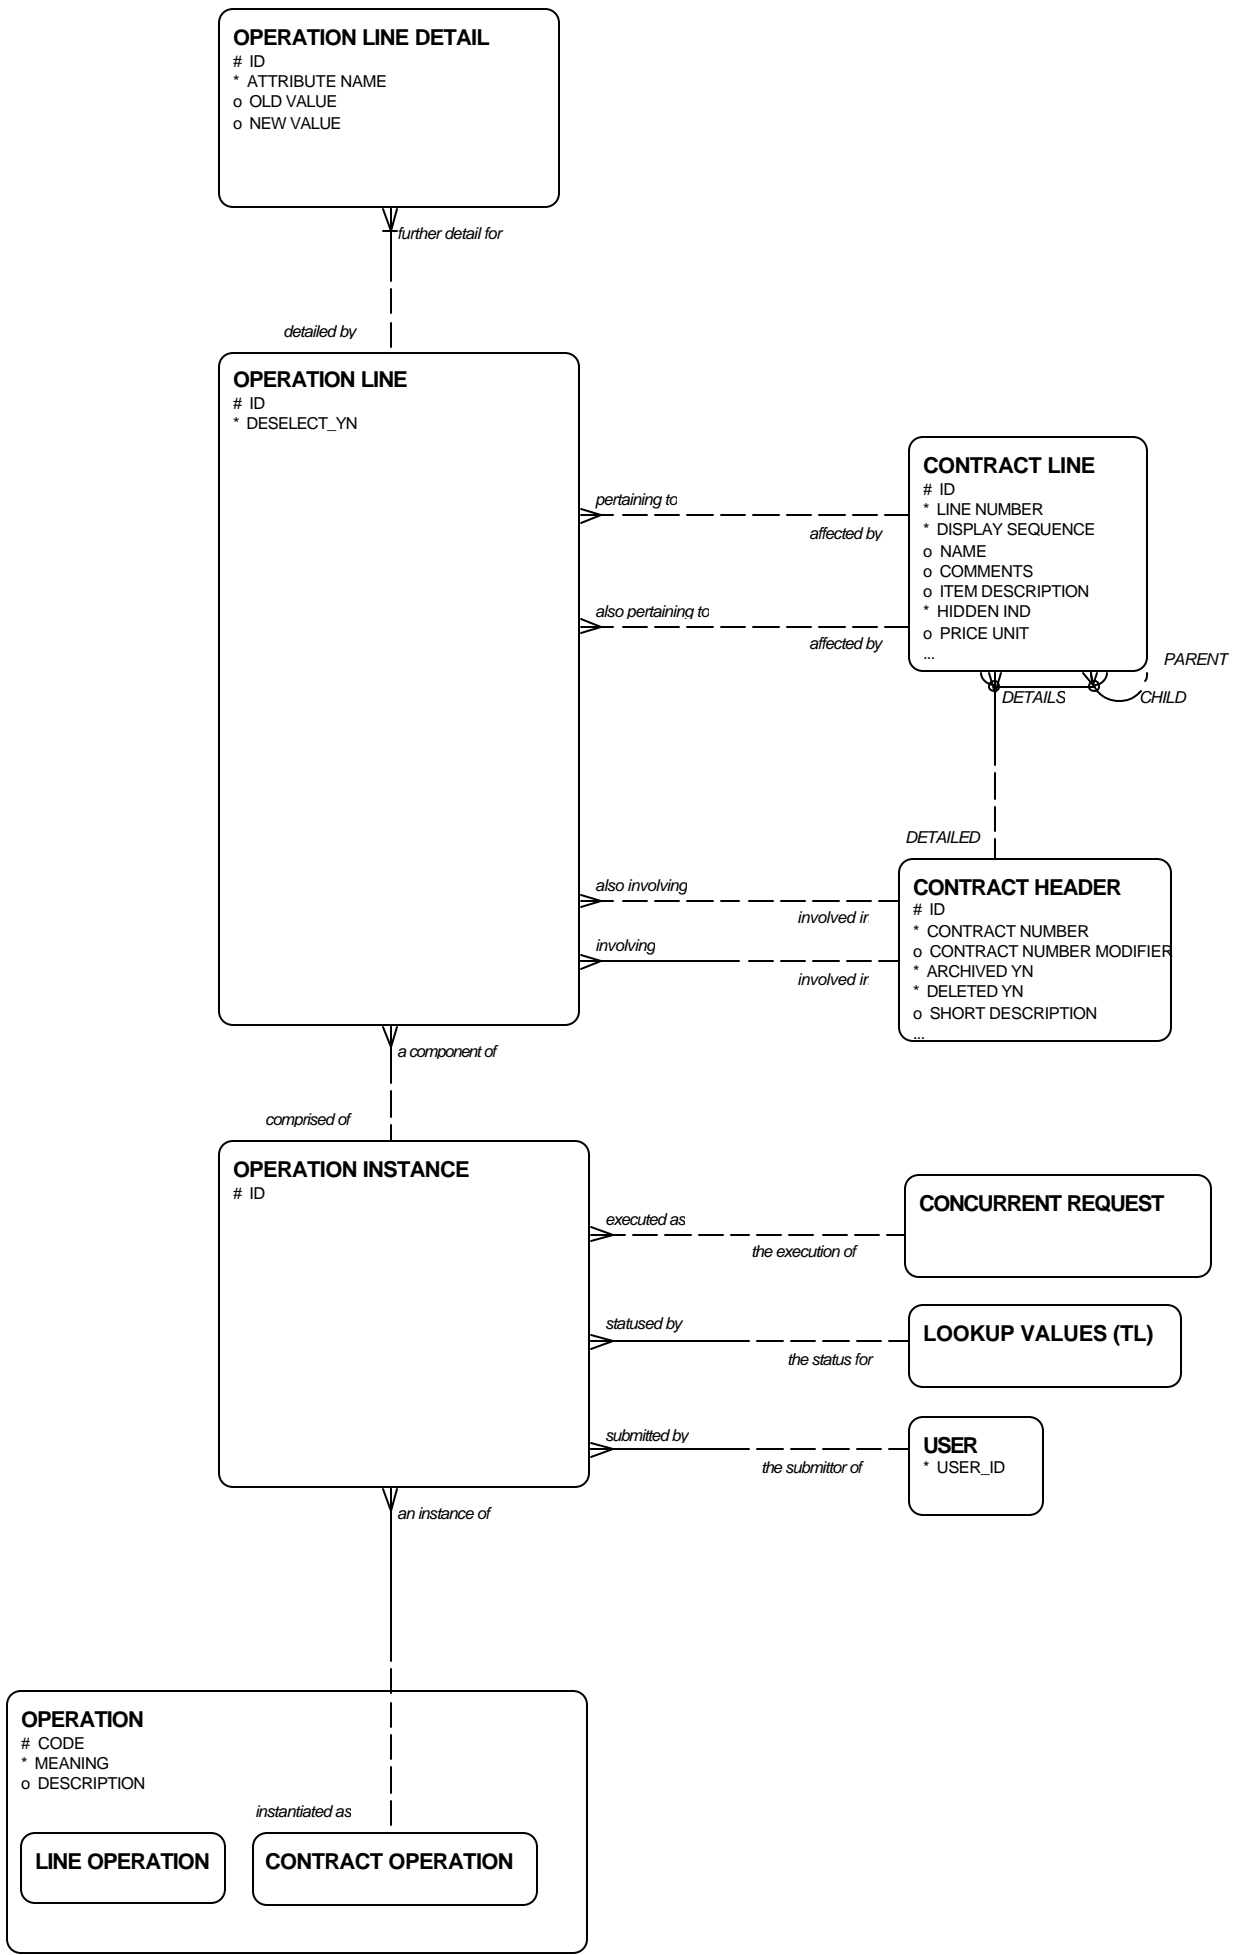 OPERATION LINE DETAIL
# ID
* ATTRIBUTE NAME
o OLD VALUE
o NEW VALUE
further detail for
detailed by
OPERATION LINE
# ID
* DESELECT_YN
pertaining to
affected by
also pertaining to
affected by
CONTRACT LINE
# ID
* LINE NUMBER
* DISPLAY SEQUENCE
o NAME
o COMMENTS
o ITEM DESCRIPTION
* HIDDEN IND
o PRICE UNIT
...
PARENT
DETAILS
CHILD
DETAILED
also involving
involved in
involving
involved in
CONTRACT HEADER
# ID
* CONTRACT NUMBER
o CONTRACT NUMBER MODIFIER
* ARCHIVED YN
* DELETED YN
o SHORT DESCRIPTION
...
a component of
comprised of
OPERATION INSTANCE
# ID
executed as
the execution of
CONCURRENT REQUEST
statused by
the status for
LOOKUP VALUES (TL)
submitted by
the submittor of
USER
* USER_ID
an instance of
OPERATION
# CODE
* MEANING
o DESCRIPTION
instantiated as
LINE OPERATION
CONTRACT OPERATION